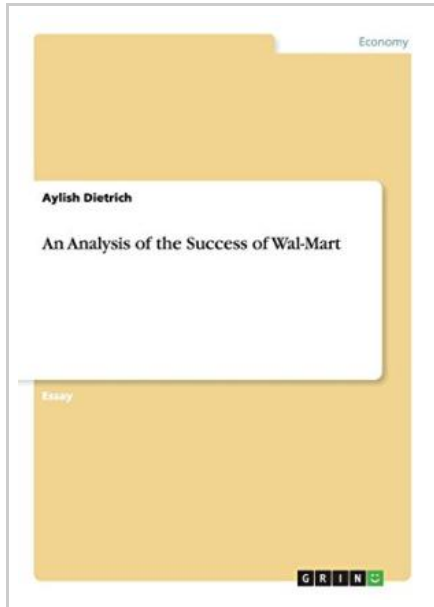 Economy
Aylish Dietrich
An Analysis of the Success of Wal-Mart
Essay
GRIN